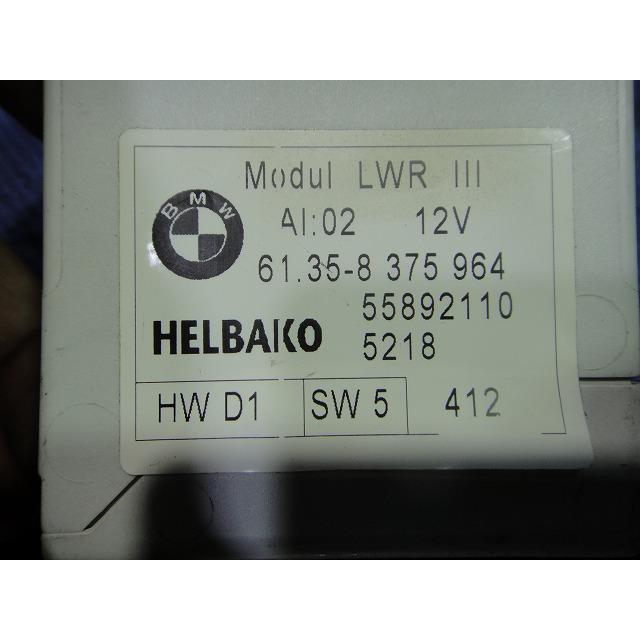 Modul LWR III
BMW
AI:02 12V
61.35-8 375 964
55892110
HELBAKO
5218
HW D1 SW 5 412